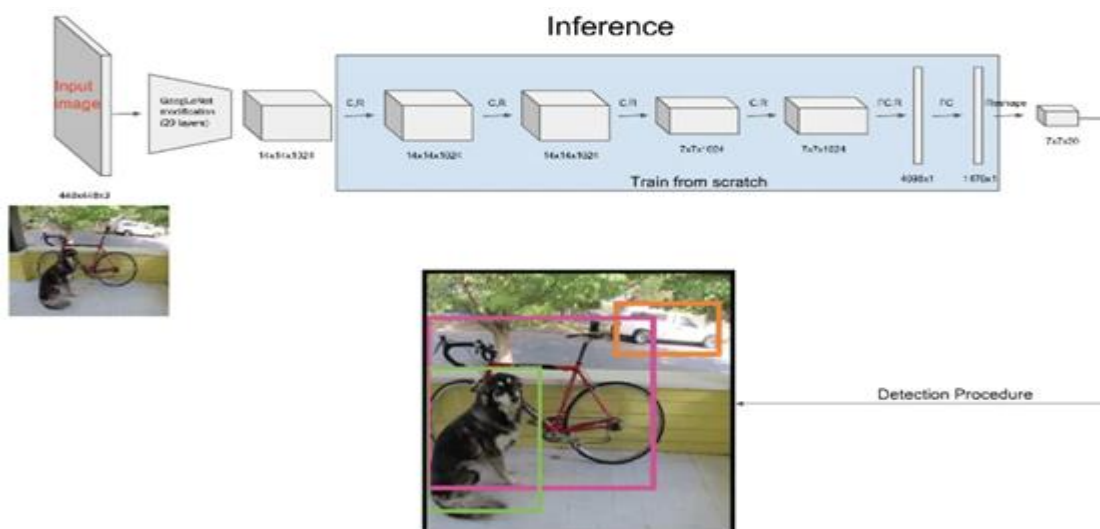 Inference
Input
image
GoogLeNet
modification
(20 layers)
C,R
C,R
C,R
C,R
FC,R
FC
Reshape
448x448x3
14x14x1024
14x14x1024
14x14x1024
7x7x1024
7x7x1024
4096x1
1470x1
7x7x30
Train from scratch
Detection Procedure